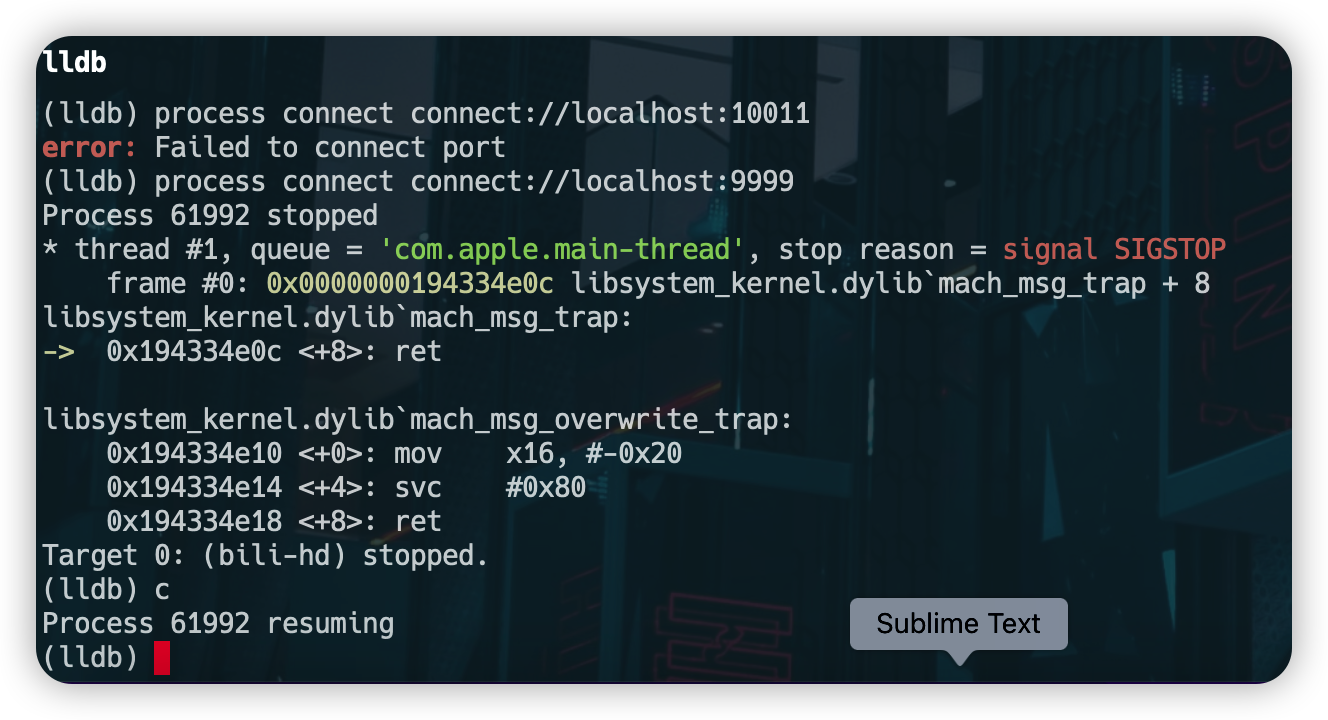 lldb
(lldb) process connect connect://localhost:10011
error: Failed to connect port
(lldb) process connect connect://localhost:9999
Process 61992 stopped
* thread #1, queue = 'com.apple.main-thread', stop reason = signal SIGSTOP
    frame #0: 0x0000000194334e0c libsystem_kernel.dylib`mach_msg_trap + 8
libsystem_kernel.dylib`mach_msg_trap:
->  0x194334e0c <+8>: ret

libsystem_kernel.dylib`mach_msg_overwrite_trap:
    0x194334e10 <+0>: mov    x16, #-0x20
    0x194334e14 <+4>: svc    #0x80
    0x194334e18 <+8>: ret
Target 0: (bili-hd) stopped.
(lldb) c
Process 61992 resuming
(lldb)
Sublime Text